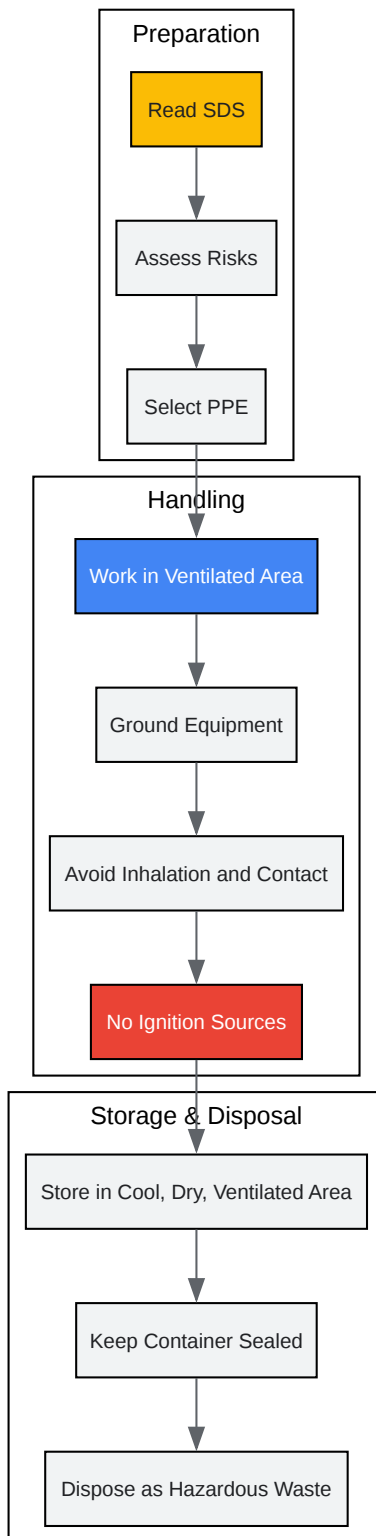 Preparation
Read SDS
Assess Risks
Select PPE
Handling
Work in Ventilated Area
Ground Equipment
Avoid Inhalation and Contact
No Ignition Sources
Storage & Disposal
Store in Cool, Dry, Ventilated Area
Keep Container Sealed
Dispose as Hazardous Waste